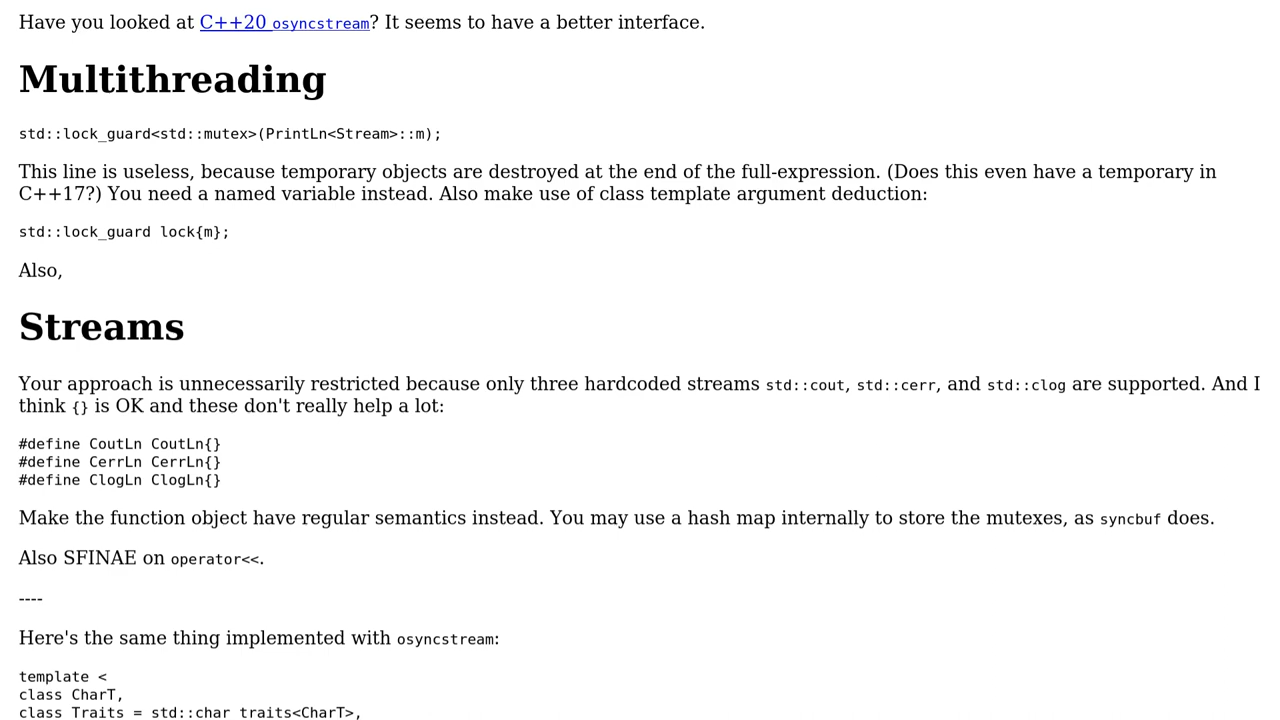 Have you looked at C++20 osyncstream? It seems to have a better interface.
Multithreading
std::lock_guard<std::mutex>(PrintLn<Stream>::m);
This line is useless, because temporary objects are destroyed at the end of the full-expression. (Does this even have a temporary in
C++17?) You need a named variable instead. Also make use of class template argument deduction:
std::lock_guard lock{m};
Also,
Streams
Your approach is unnecessarily restricted because only three hardcoded streams std::cout, std::cerr, and std::clog are supported. And I
think {} is OK and these don't really help a lot:
#define CoutLn CoutLn{}
#define CerrLn CerrLn{}
#define ClogLn ClogLn{}
Make the function object have regular semantics instead. You may use a hash map internally to store the mutexes, as syncbuf does.
Also SFINAE on operator<<.
----
Here's the same thing implemented with osyncstream:
template <
class CharT,
class Traits = std::char_traits<CharT>,